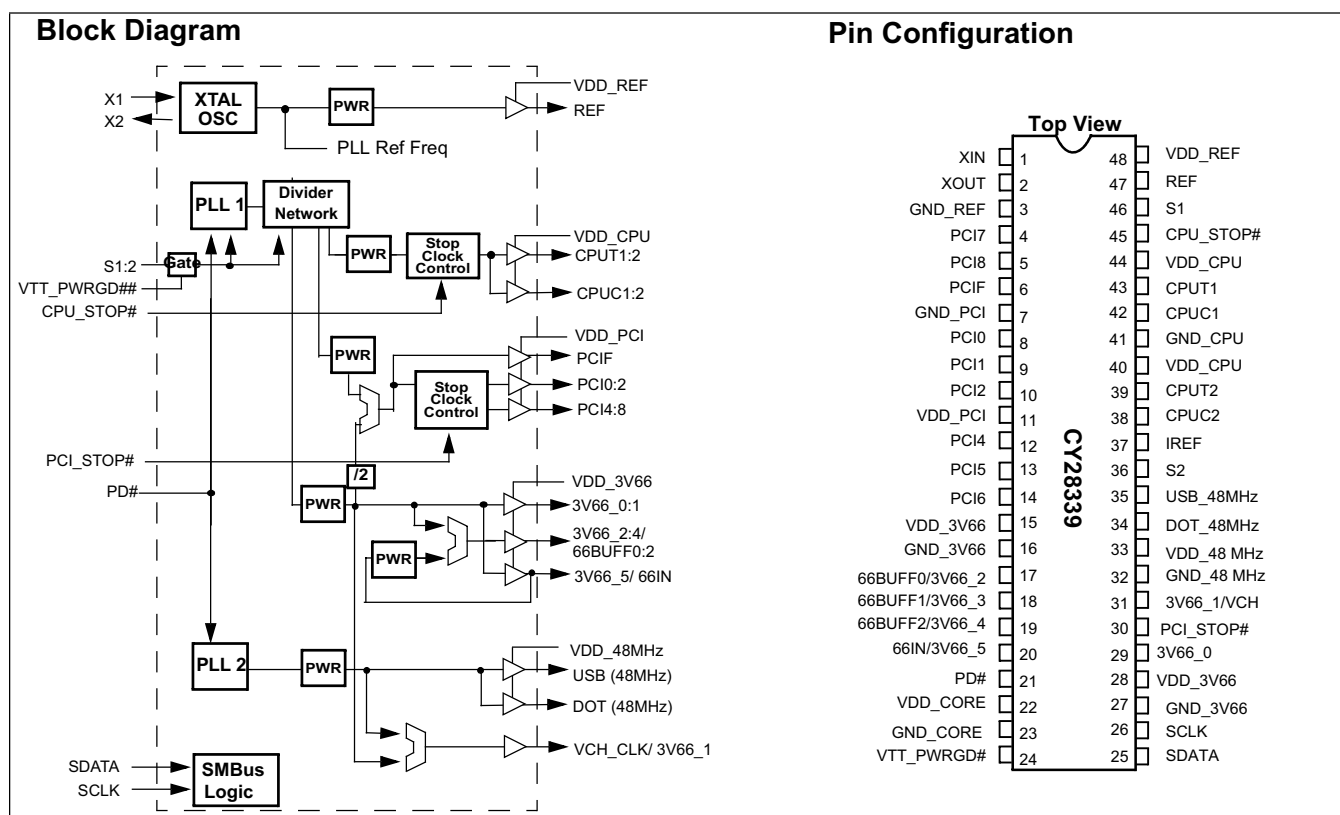 Block Diagram
X1
X2
XTAL
OSC
PWR
VDD_REF
REF
PLL Ref Freq
PLL 1
Divider
Network
PWR
Stop
Clock
Control
VDD_CPU
CPUT1:2
CPUC1:2
S1:2
Gate
VTT_PWRGD##
CPU_STOP#
PWR
VDD_PCI
PCIF
Stop
Clock
Control
PCI0:2
PCI4:8
PCI_STOP#
/2
PD#
PWR
VDD_3V66
3V66_0:1
3V66_2:4/
66BUFF0:2
PWR
3V66_5/ 66IN
PLL 2
PWR
VDD_48MHz
USB (48MHz)
DOT (48MHz)
VCH_CLK/ 3V66_1
SDATA
SCLK
SMBus
Logic
Pin Configuration
Top View
CY28339
XIN 1 48 VDD_REF
XOUT 2 47 REF
GND_REF 3 46 S1
PCI7 4 45 CPU_STOP#
PCI8 5 44 VDD_CPU
PCIF 6 43 CPUT1
GND_PCI 7 42 CPUC1
PCI0 8 41 GND_CPU
PCI1 9 40 VDD_CPU
PCI2 10 39 CPUT2
VDD_PCI 11 38 CPUC2
PCI4 12 37 IREF
PCI5 13 36 S2
PCI6 14 35 USB_48MHz
VDD_3V66 15 34 DOT_48MHz
GND_3V66 16 33 VDD_48 MHz
66BUFF0/3V66_2 17 32 GND_48 MHz
66BUFF1/3V66_3 18 31 3V66_1/VCH
66BUFF2/3V66_4 19 30 PCI_STOP#
66IN/3V66_5 20 29 3V66_0
PD# 21 28 VDD_3V66
VDD_CORE 22 27 GND_3V66
GND_CORE 23 26 SCLK
VTT_PWRGD# 24 25 SDATA